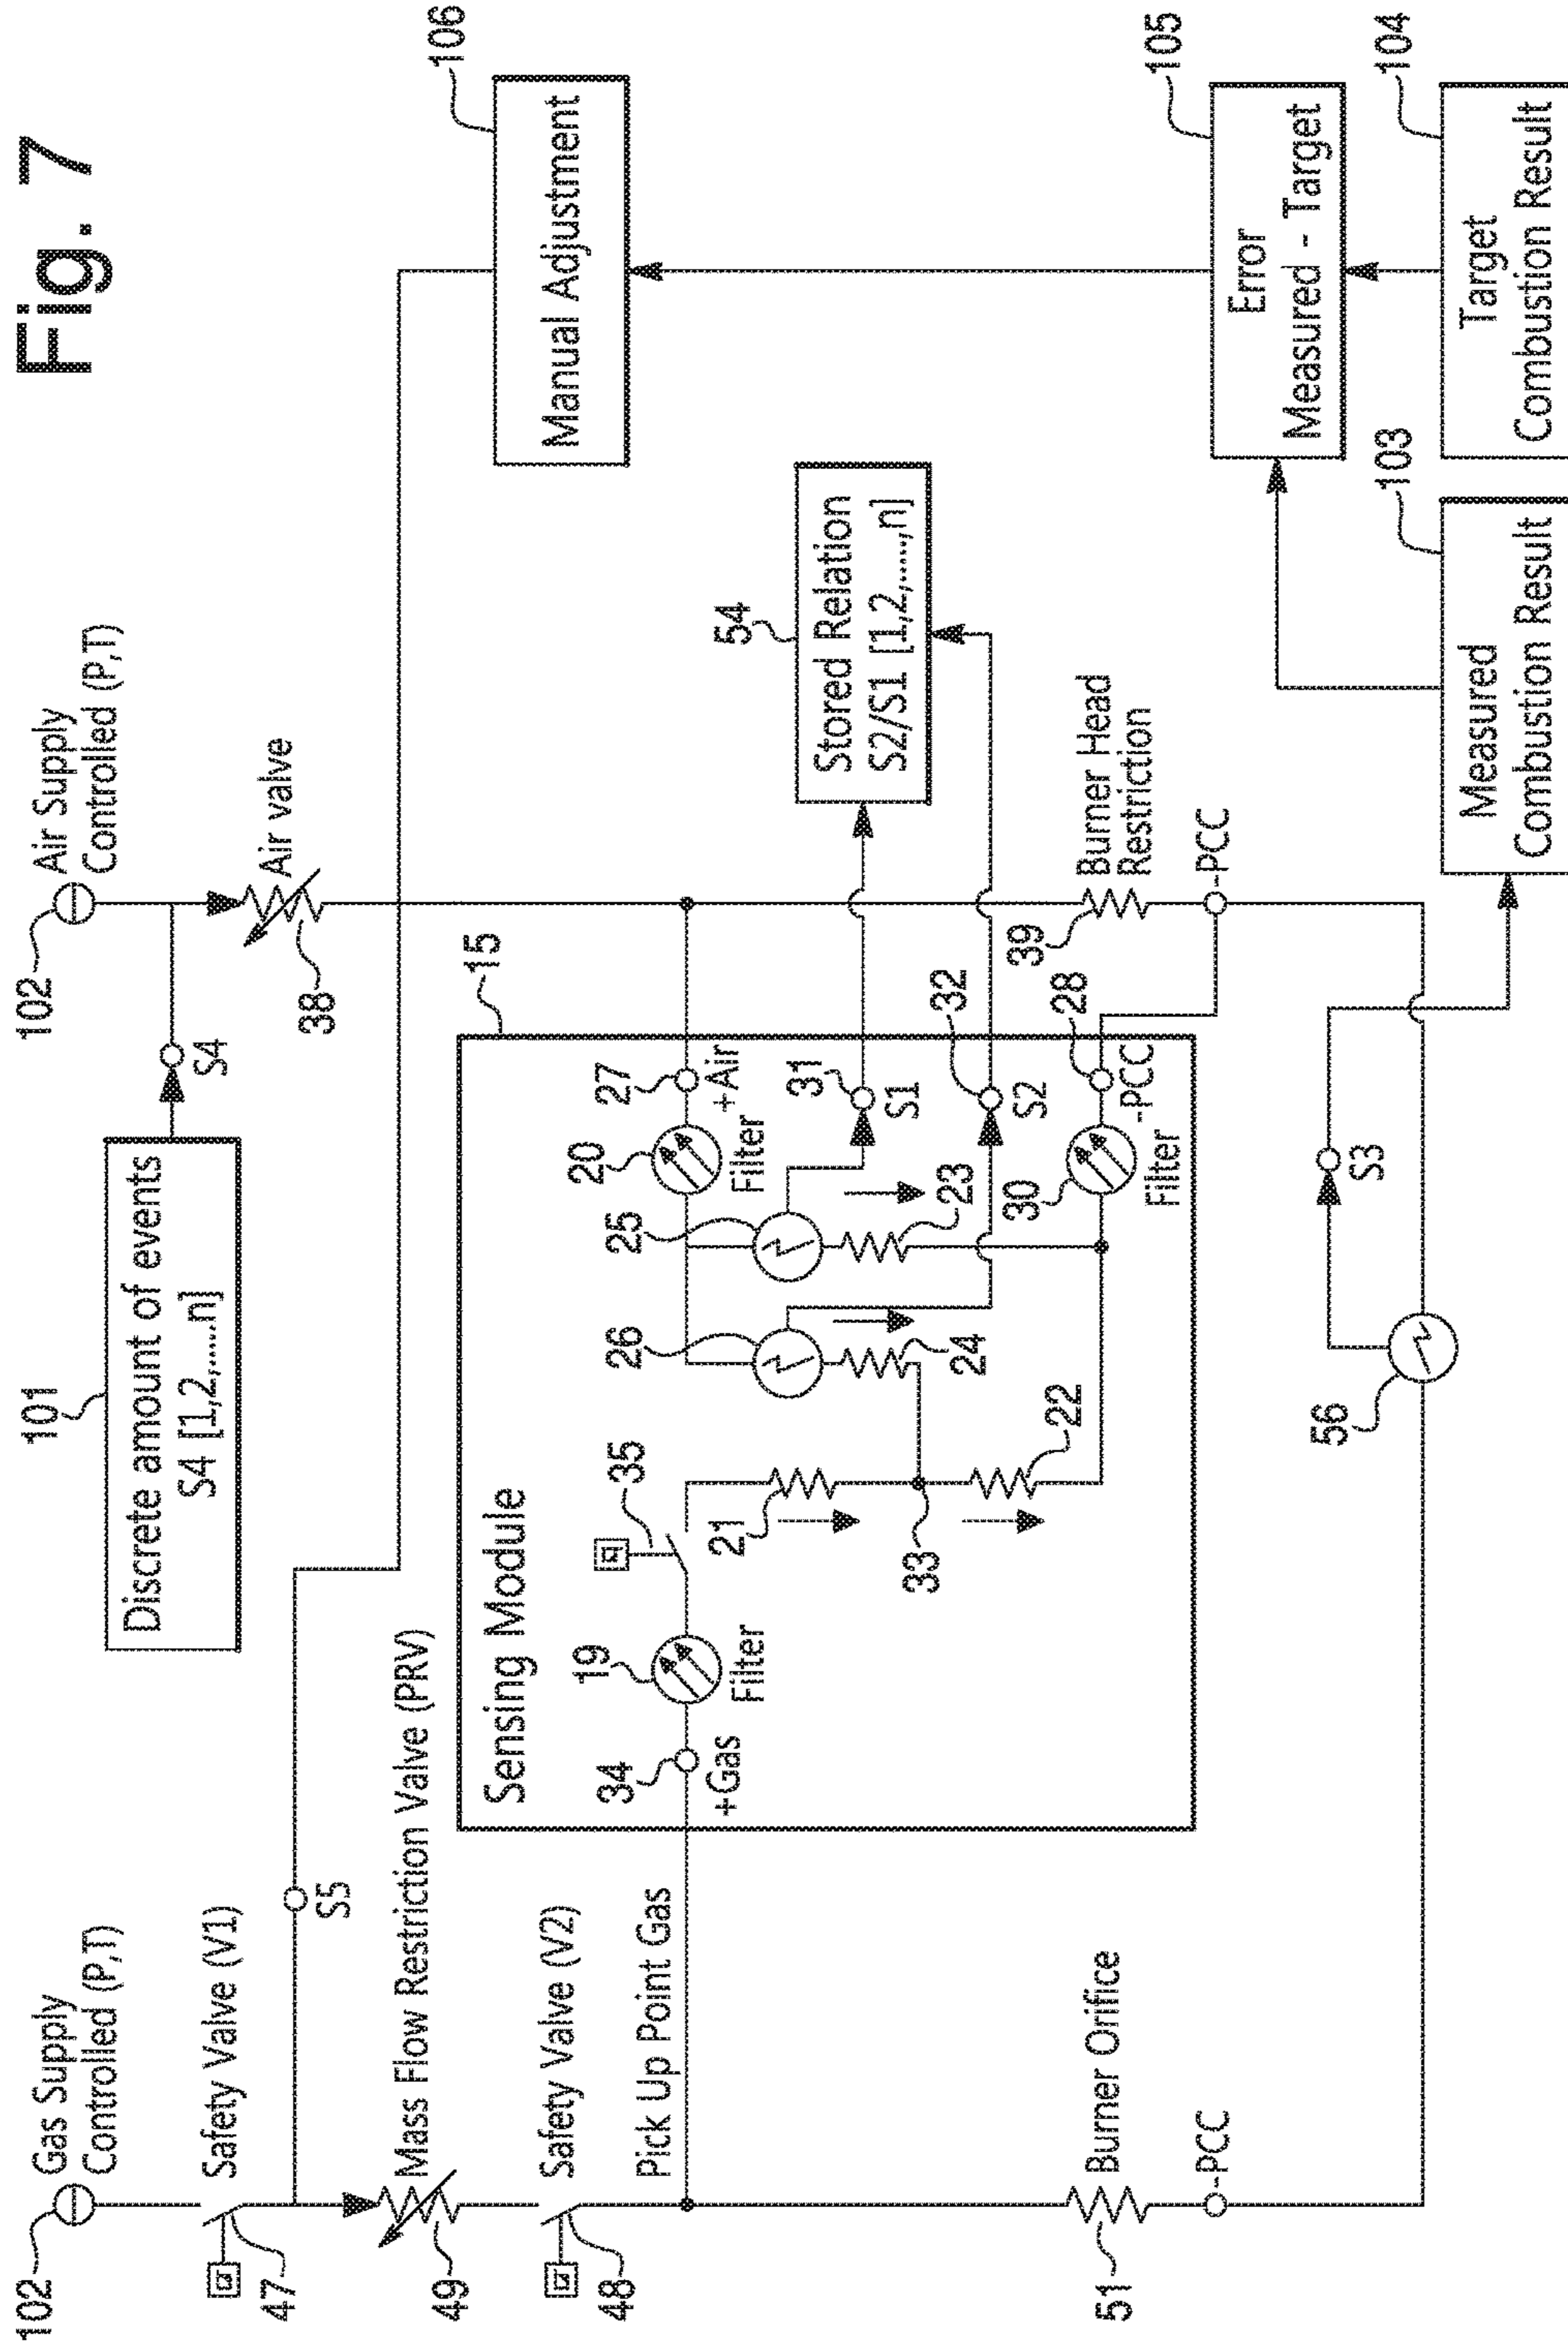 Fig. 7
102
Gas Supply
Controlled (P,T)
101
Discrete amount of events
S4 [1,2,.....n]
S4
102
Air Supply
Controlled (P,T)
47
Safety Valve (V1)
S5
38
Air valve
49
Mass Flow Restriction Valve (PRV)
106
Manual Adjustment
48
Safety Valve (V2)
Pick Up Point Gas
15
Sensing Module
34
+Gas
19
Filter
35
21
33
22
26
24
25
23
20
Filter
27
+Air
31
S1
32
S2
30
Filter
28
-PCC
54
Stored Relation
S2/S1 [1,2,.....,n]
51
Burner Orifice
-PCC
39
Burner Head
Restriction
-PCC
56
S3
105
Error
Measured - Target
103
Measured
Combustion Result
104
Target
Combustion Result